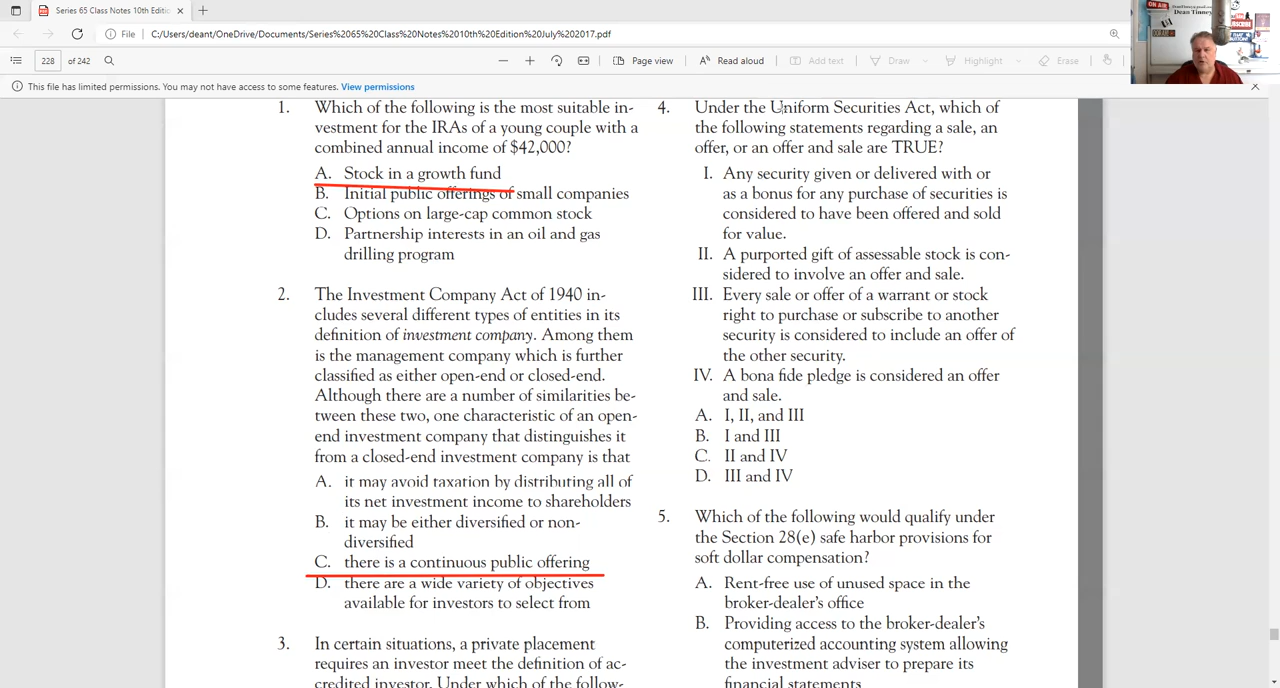 Series 65 Class Notes 10th Editio
File
C:/Users/deant/OneDrive/Documents/Series%2065%20Class%20Notes%2010th%20Edition%20July%202017.pdf
228 of 242
Page view
Read aloud
Add text
Draw
Highlight
Erase
This file has limited permissions. You may not have access to some features. View permissions
ON AIR
Dean Tinney
1. Which of the following is the most suitable in-
vestment for the IRAs of a young couple with a
combined annual income of $42,000?
A. Stock in a growth fund
B. Initial public offerings of small companies
C. Options on large-cap common stock
D. Partnership interests in an oil and gas
drilling program
2. The Investment Company Act of 1940 in-
cludes several different types of entities in its
definition of investment company. Among them
is the management company which is further
classified as either open-end or closed-end.
Although there are a number of similarities be-
tween these two, one characteristic of an open-
end investment company that distinguishes it
from a closed-end investment company is that
A. it may avoid taxation by distributing all of
its net investment income to shareholders
B. it may be either diversified or non-
diversified
C. there is a continuous public offering
D. there are a wide variety of objectives
available for investors to select from
3. In certain situations, a private placement
requires an investor meet the definition of ac-
credited investor. Under which of the follow-
4. Under the Uniform Securities Act, which of
the following statements regarding a sale, an
offer, or an offer and sale are TRUE?
I. Any security given or delivered with or
as a bonus for any purchase of securities is
considered to have been offered and sold
for value.
II. A purported gift of assessable stock is con-
sidered to involve an offer and sale.
III. Every sale or offer of a warrant or stock
right to purchase or subscribe to another
security is considered to include an offer of
the other security.
IV. A bona fide pledge is considered an offer
and sale.
A. I, II, and III
B. I and III
C. II and IV
D. III and IV
5. Which of the following would qualify under
the Section 28(e) safe harbor provisions for
soft dollar compensation?
A. Rent-free use of unused space in the
broker-dealer's office
B. Providing access to the broker-dealer's
computerized accounting system allowing
the investment adviser to prepare its
financial statements